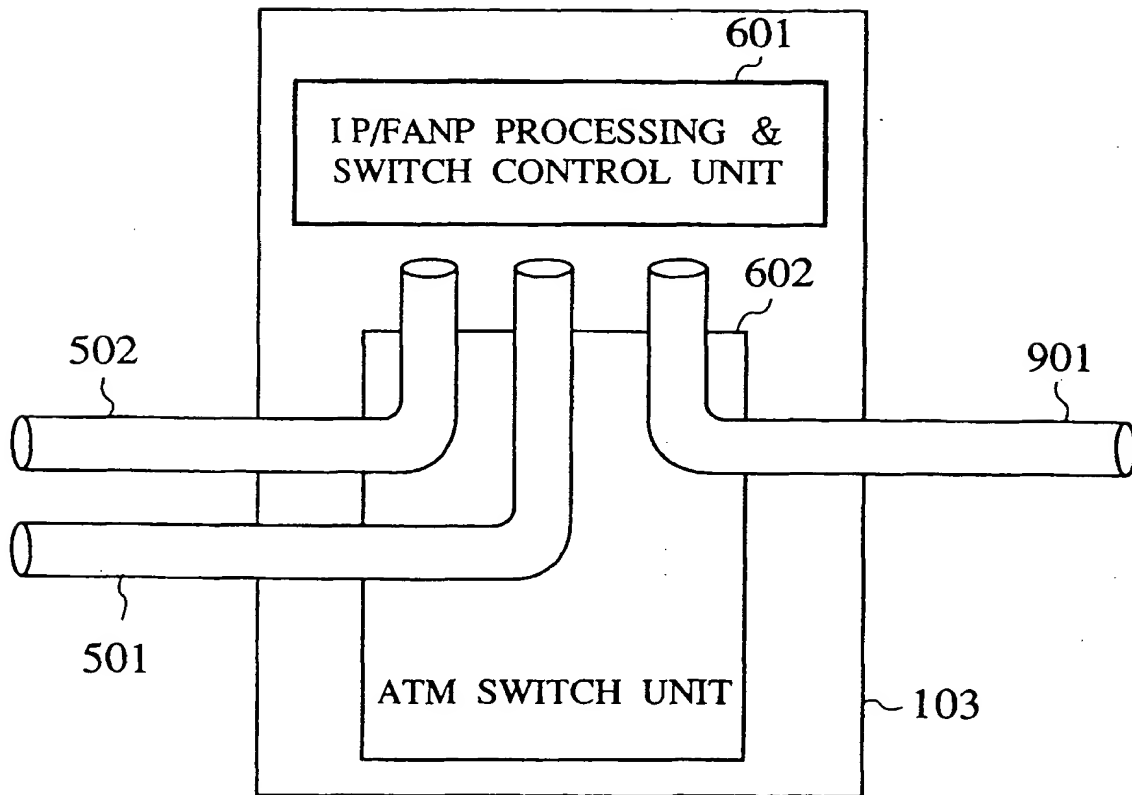 601
IP/FANP PROCESSING &
SWITCH CONTROL UNIT
602
502
901
501
ATM SWITCH UNIT
103